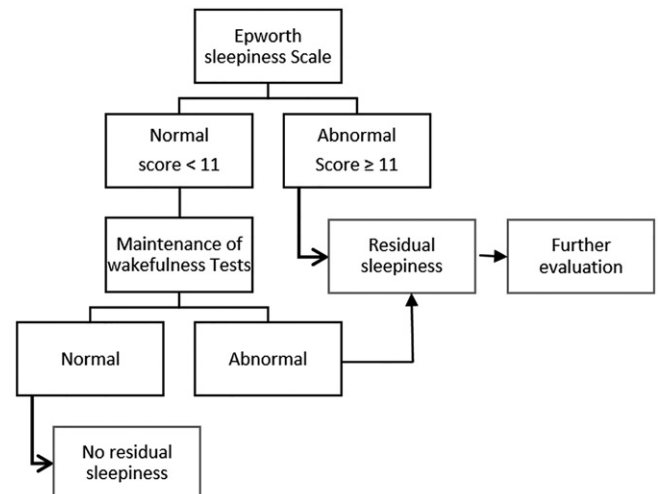 Epworth
sleepiness Scale
Normal
score < 11
Abnormal
Score ≥ 11
Maintenance of
wakefulness Tests
Residual
sleepiness
Further
evaluation
Normal
Abnormal
No residual
sleepiness